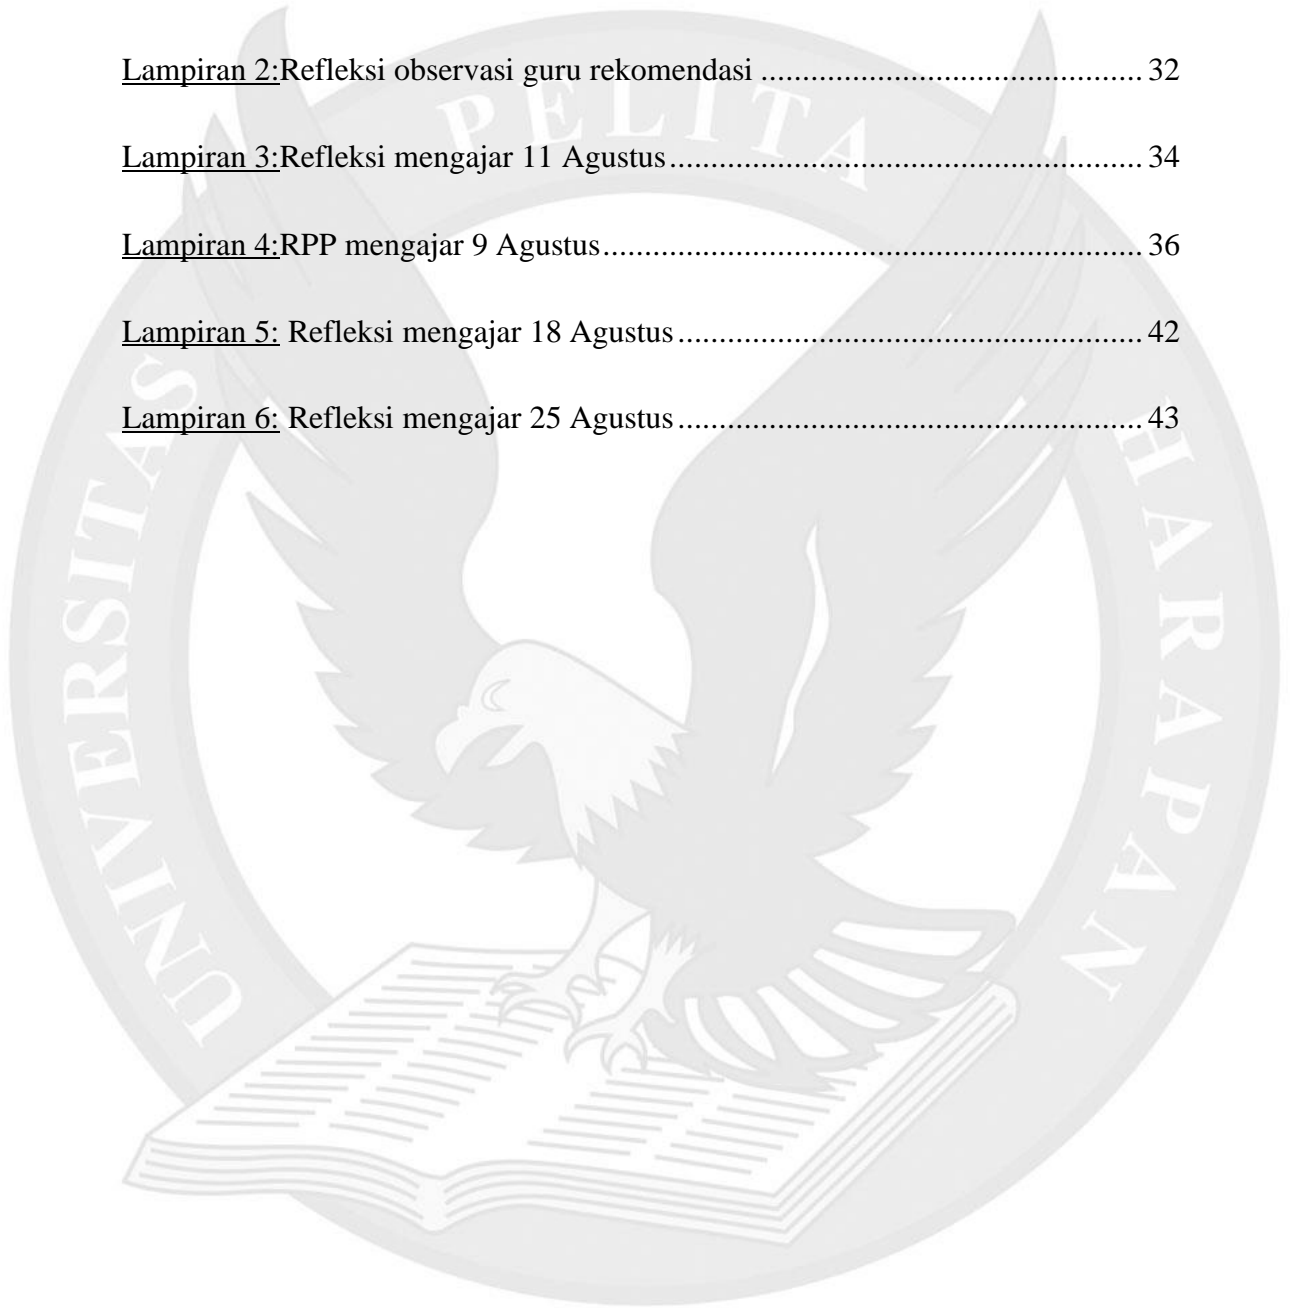 Lampiran 2:Refleksi observasi guru rekomendasi ......................................... 32
Lampiran 3:Refleksi mengajar 11 Agustus ................................................... 34
Lampiran 4:RPP mengajar 9 Agustus .......................................................... 36
Lampiran 5: Refleksi mengajar 18 Agustus .................................................. 42
Lampiran 6: Refleksi mengajar 25 Agustus .................................................. 43
UNIVERSITAS PELITA HARAPAN